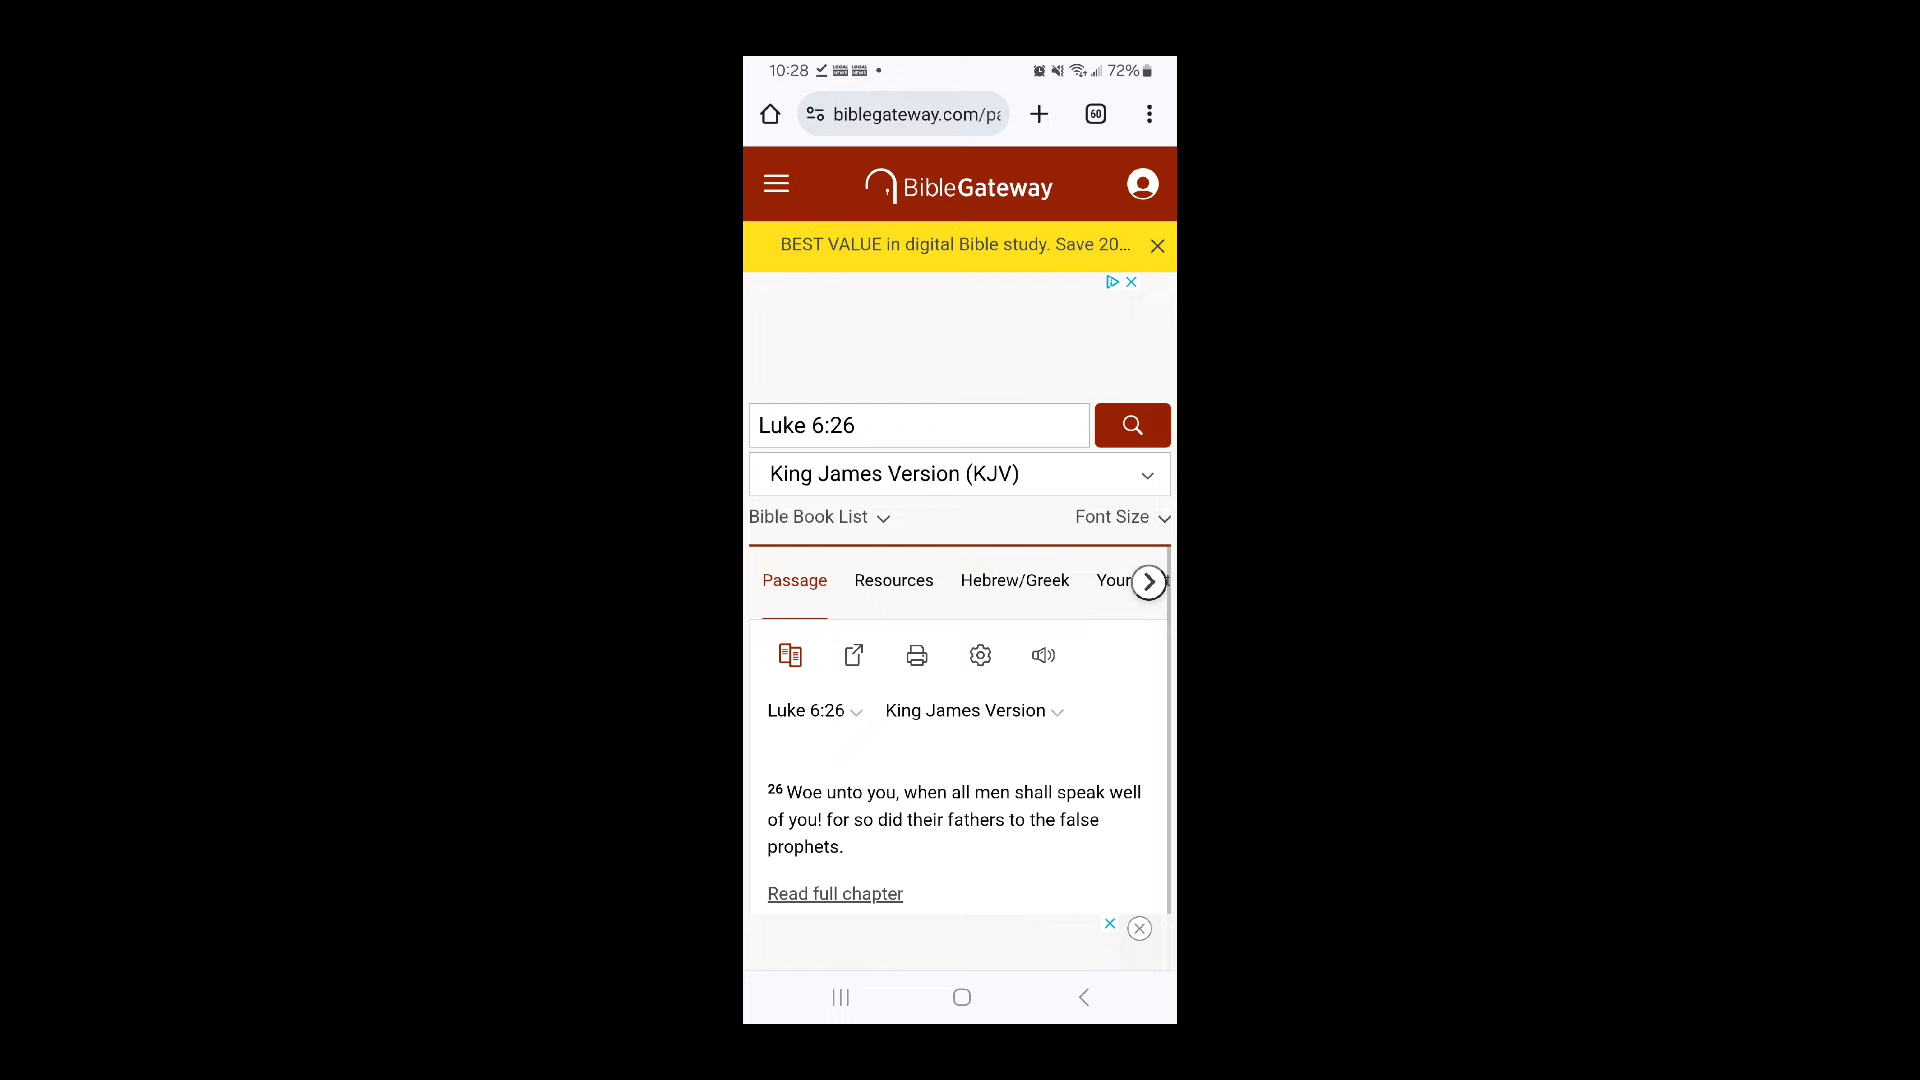 10:28 72%
biblegateway.com/pa 60
BibleGateway
BEST VALUE in digital Bible study. Save 20...
Luke 6:26
King James Version (KJV)
Bible Book List Font Size
Passage Resources Hebrew/Greek Your
Luke 6:26 King James Version
26 Woe unto you, when all men shall speak well
of you! for so did their fathers to the false
prophets.
Read full chapter